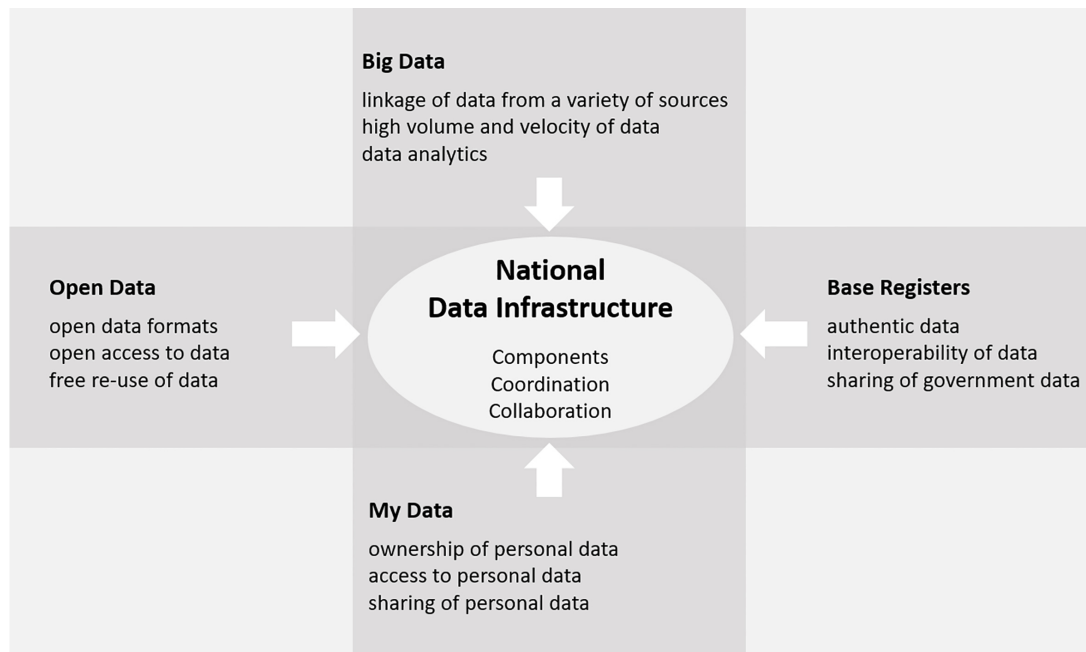 Big Data
linkage of data from a variety of sources
high volume and velocity of data
data analytics
Open Data
open data formats
open access to data
free re-use of data
National
Data Infrastructure
Components
Coordination
Collaboration
Base Registers
authentic data
interoperability of data
sharing of government data
My Data
ownership of personal data
access to personal data
sharing of personal data